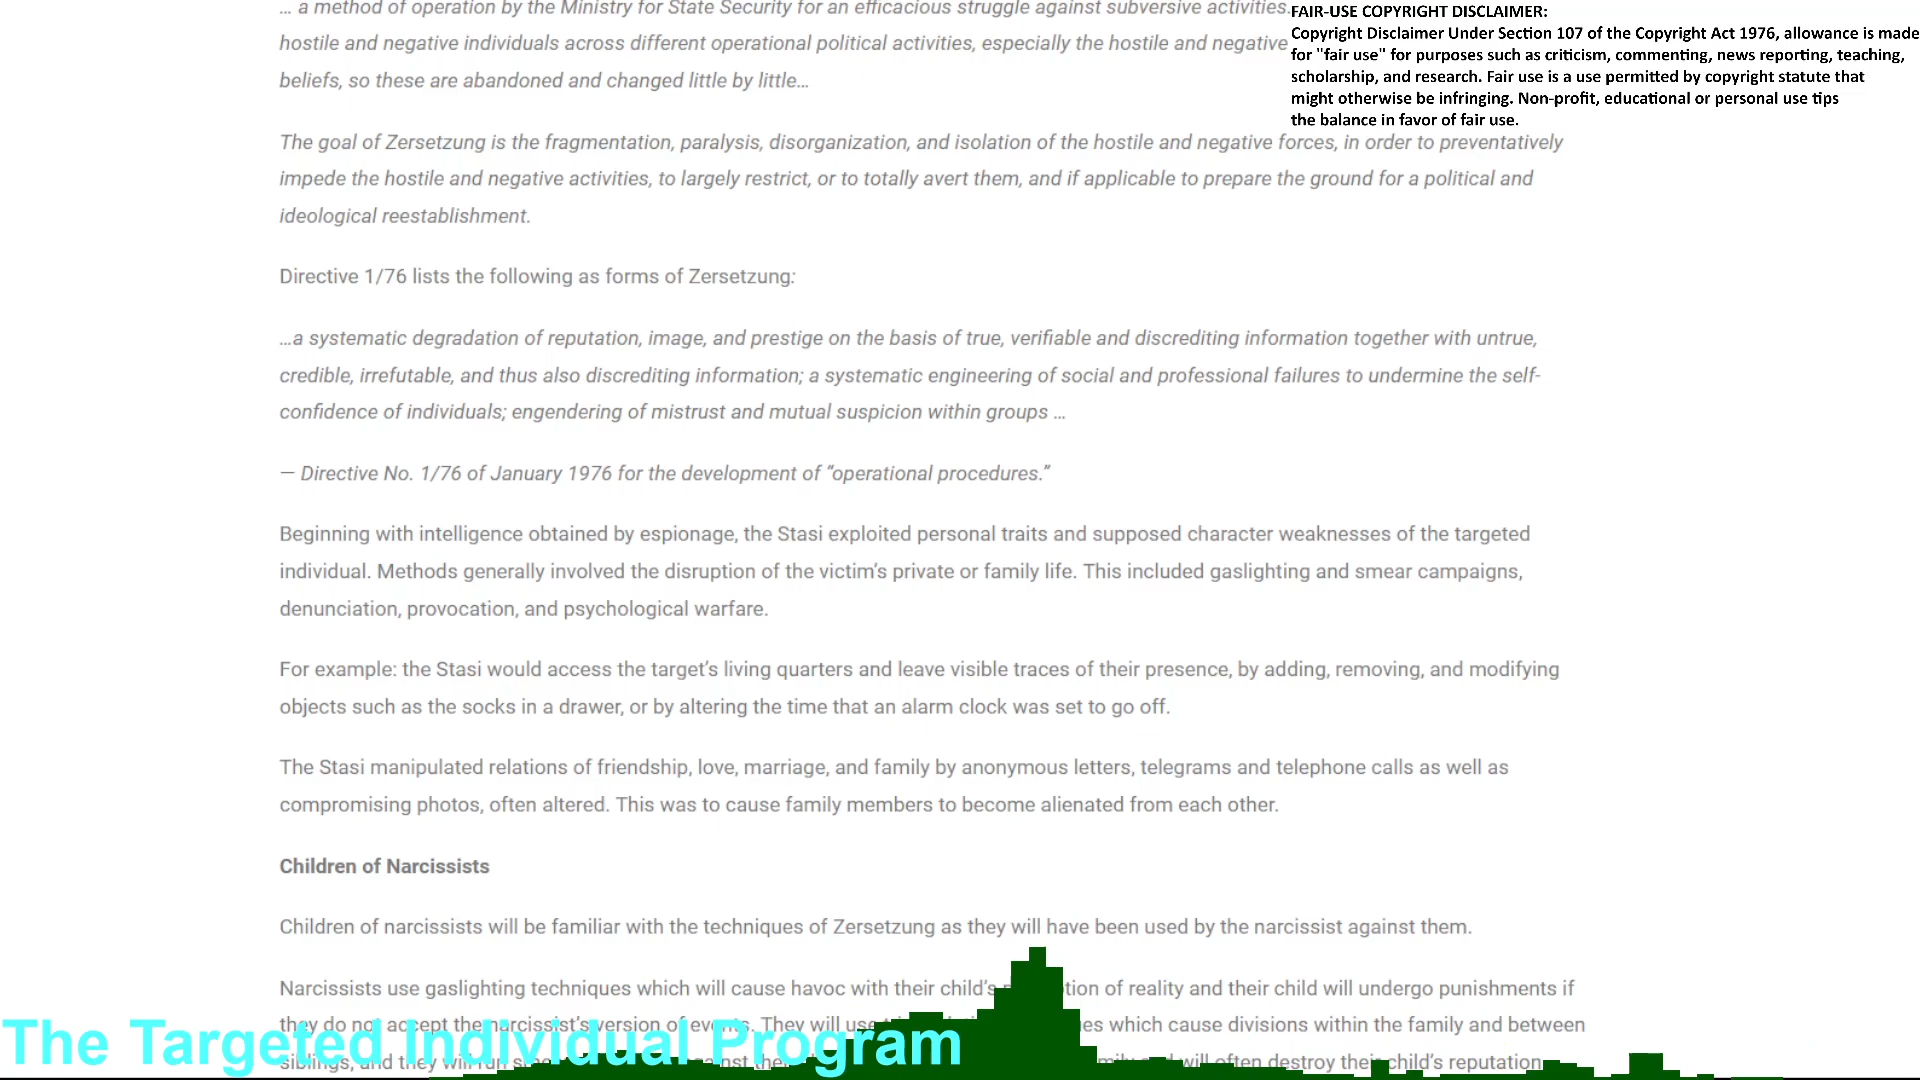 ... a method of operation by the Ministry for State Security for an efficacious struggle against subversive activities.
hostile and negative individuals across different operational political activities, especially the hostile and negative
beliefs, so these are abandoned and changed little by little…
FAIR-USE COPYRIGHT DISCLAIMER:
Copyright Disclaimer Under Section 107 of the Copyright Act 1976, allowance is made
for "fair use" for purposes such as criticism, commenting, news reporting, teaching,
scholarship, and research. Fair use is a use permitted by copyright statute that
might otherwise be infringing. Non-profit, educational or personal use tips
the balance in favor of fair use.
The goal of Zersetzung is the fragmentation, paralysis, disorganization, and isolation of the hostile and negative forces, in order to preventatively
impede the hostile and negative activities, to largely restrict, or to totally avert them, and if applicable to prepare the ground for a political and
ideological reestablishment.
Directive 1/76 lists the following as forms of Zersetzung:
…a systematic degradation of reputation, image, and prestige on the basis of true, verifiable and discrediting information together with untrue,
credible, irrefutable, and thus also discrediting information; a systematic engineering of social and professional failures to undermine the self-
confidence of individuals; engendering of mistrust and mutual suspicion within groups …
— Directive No. 1/76 of January 1976 for the development of “operational procedures.”
Beginning with intelligence obtained by espionage, the Stasi exploited personal traits and supposed character weaknesses of the targeted
individual. Methods generally involved the disruption of the victim’s private or family life. This included gaslighting and smear campaigns,
denunciation, provocation, and psychological warfare.
For example: the Stasi would access the target’s living quarters and leave visible traces of their presence, by adding, removing, and modifying
objects such as the socks in a drawer, or by altering the time that an alarm clock was set to go off.
The Stasi manipulated relations of friendship, love, marriage, and family by anonymous letters, telegrams and telephone calls as well as
compromising photos, often altered. This was to cause family members to become alienated from each other.
Children of Narcissists
Children of narcissists will be familiar with the techniques of Zersetzung as they will have been used by the narcissist against them.
Narcissists use gaslighting techniques which will cause havoc with their child’s of reality and their child will undergo punishments if
they do not accept the narcissist’s version of events. They will use which cause divisions within the family and between
siblings, and they will run will often destroy their child’s reputation
The Targeted Individual Program